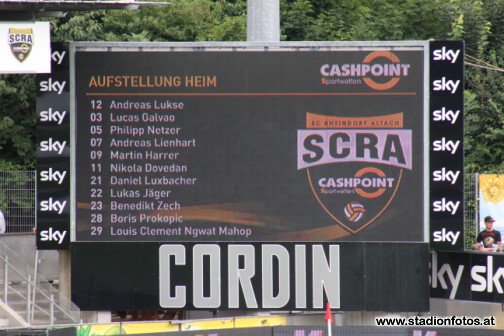 SCRA
sky
sky
sky
sky
sky
sky
sky
AUFSTELLUNG HEIM
CASHPOINT
Sportwetten
12 Andreas Lukse
03 Lucas Galvao
05 Philipp Netzer
07 Andreas Lienhart
09 Martin Harrer
11 Nikola Dovedan
21 Daniel Luxbacher
22 Lukas Jäger
23 Benedikt Zech
28 Boris Prokopic
29 Louis Clement Ngwat Mahop
SC RHEINDORF ALTACH
SCRA
CASHPOINT
Sportwetten
sky
sky
sky
sky
sky
sky
sky
CORDIN
sky
sky
www.stadionfotos.at